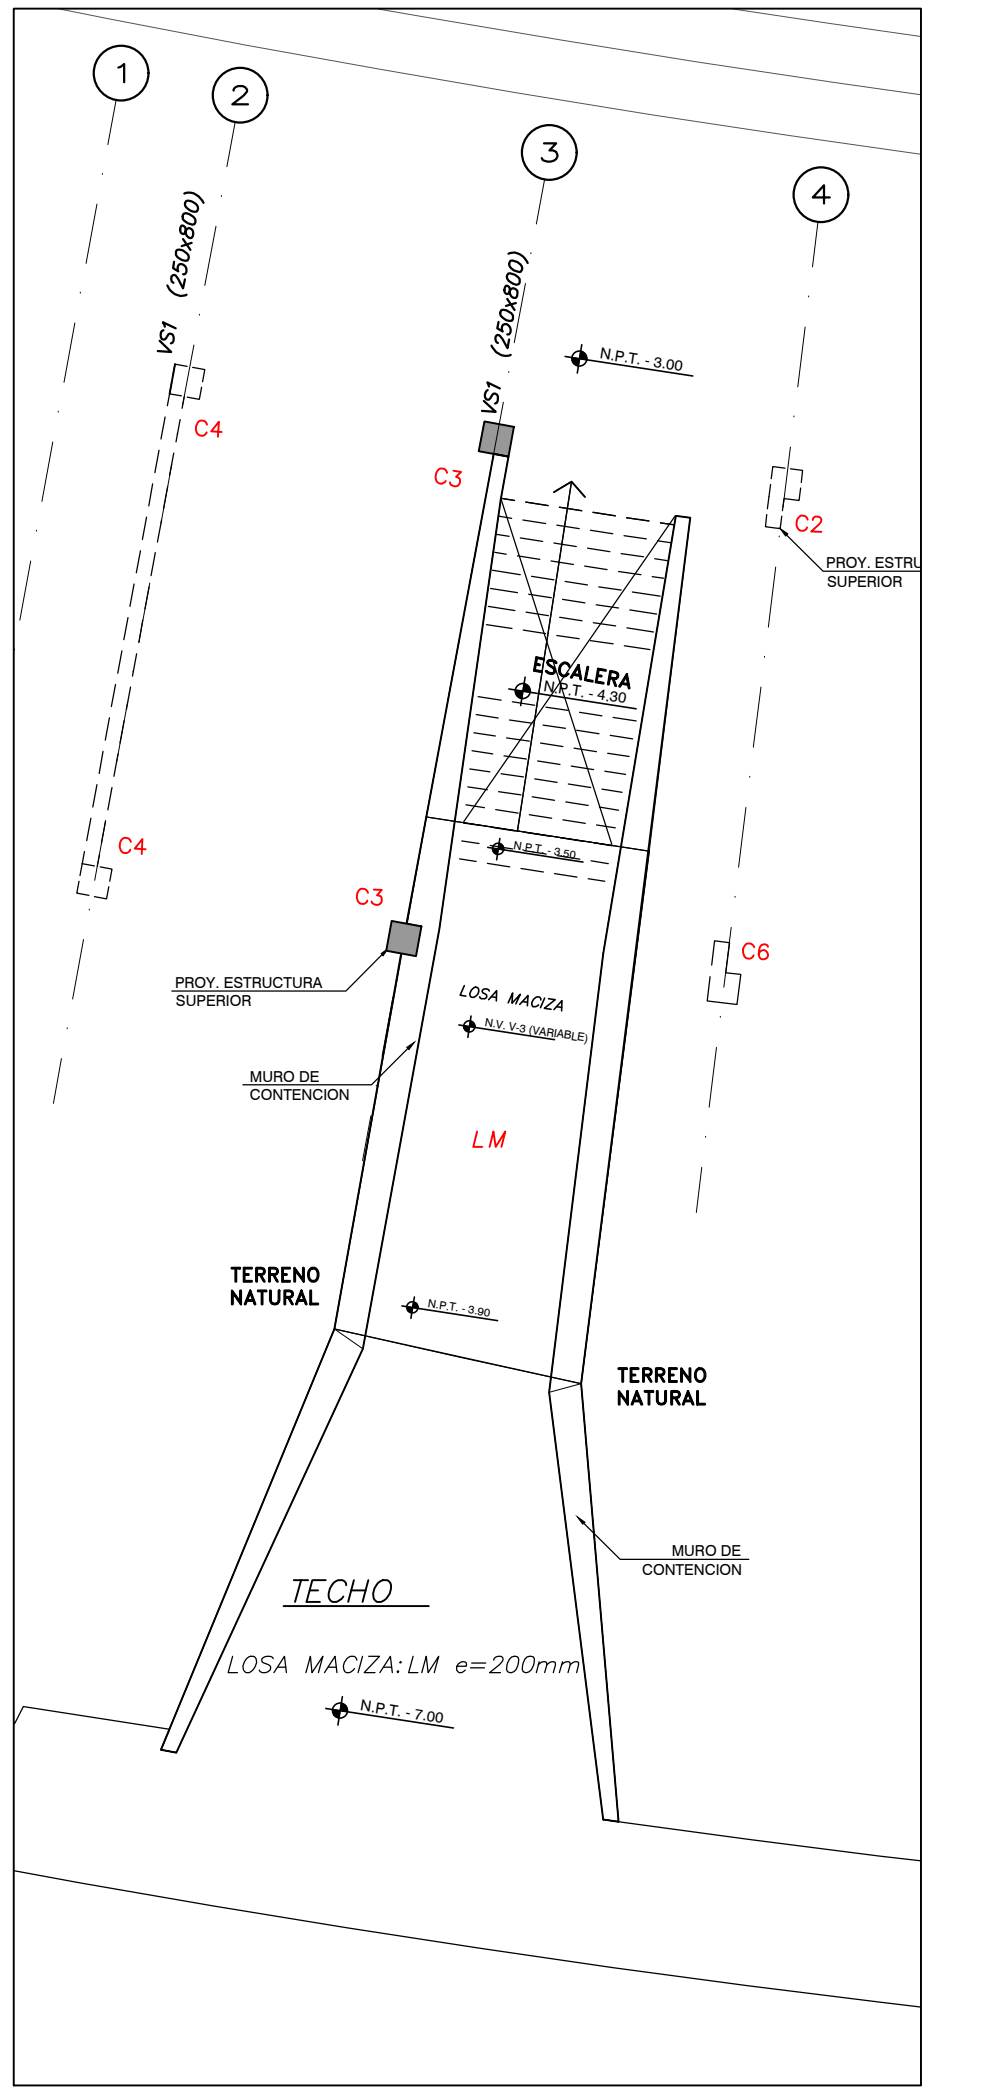 1
2
3
4
VS1 (250x800)
VS1 (250x800)
N.P.T. - 3.00
C4
C3
C2
PROY. ESTRU
SUPERIOR
ESCALERA
N.P.T. - 4.30
C4
N.P.T. - 3.50
C3
C6
PROY. ESTRUCTURA
SUPERIOR
LOSA MACIZA
N.V. V-3 (VARIABLE)
MURO DE
CONTENCION
LM
TERRENO
NATURAL
N.P.T. - 3.90
TERRENO
NATURAL
MURO DE
CONTENCION
TECHO
LOSA MACIZA: LM e=200mm
N.P.T. - 7.00